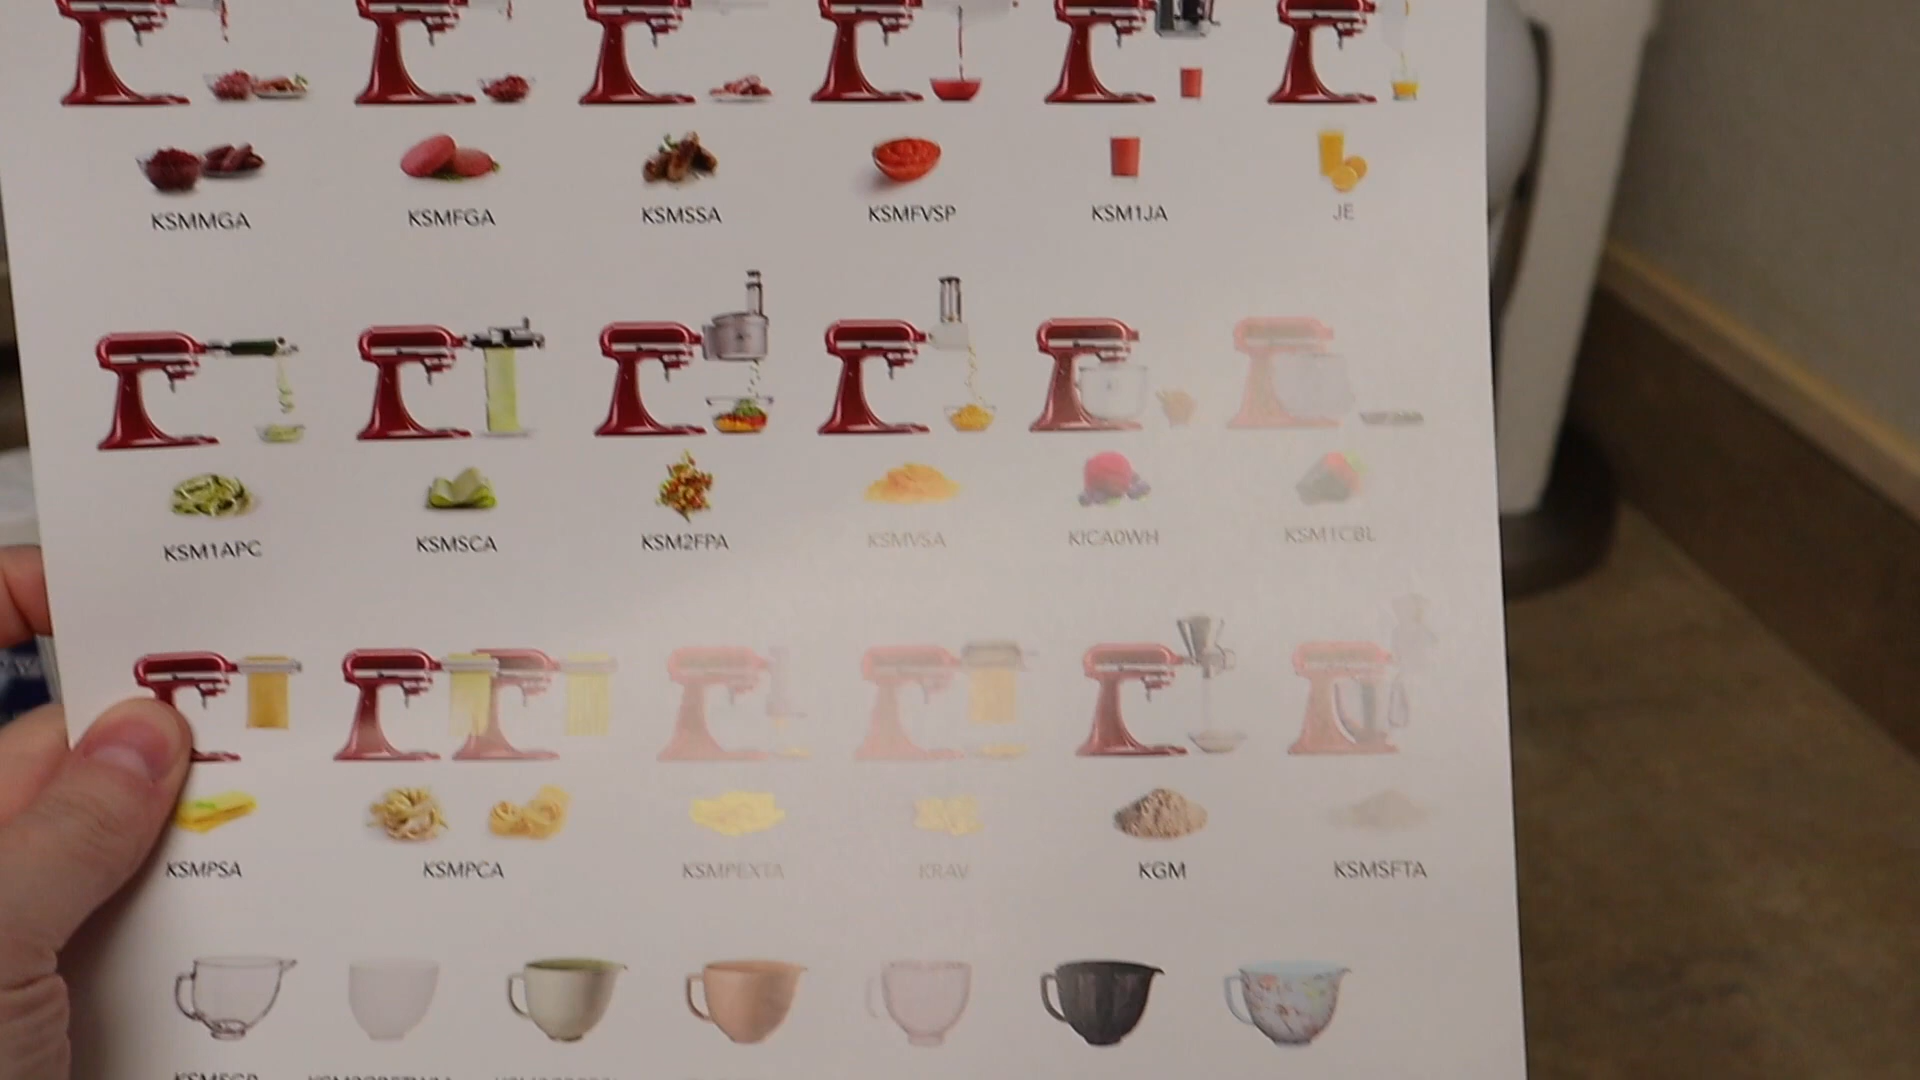 KSMMGA KSMFGA KSMSSA KSMFVSP KSM1JA JE
KSM1APC KSMSCA KSM2FPA KSMVSA KICA0WH KSM1CBL
KSMPSA KSMPCA KSMPEXTA KRAV KGM KSMSFTA